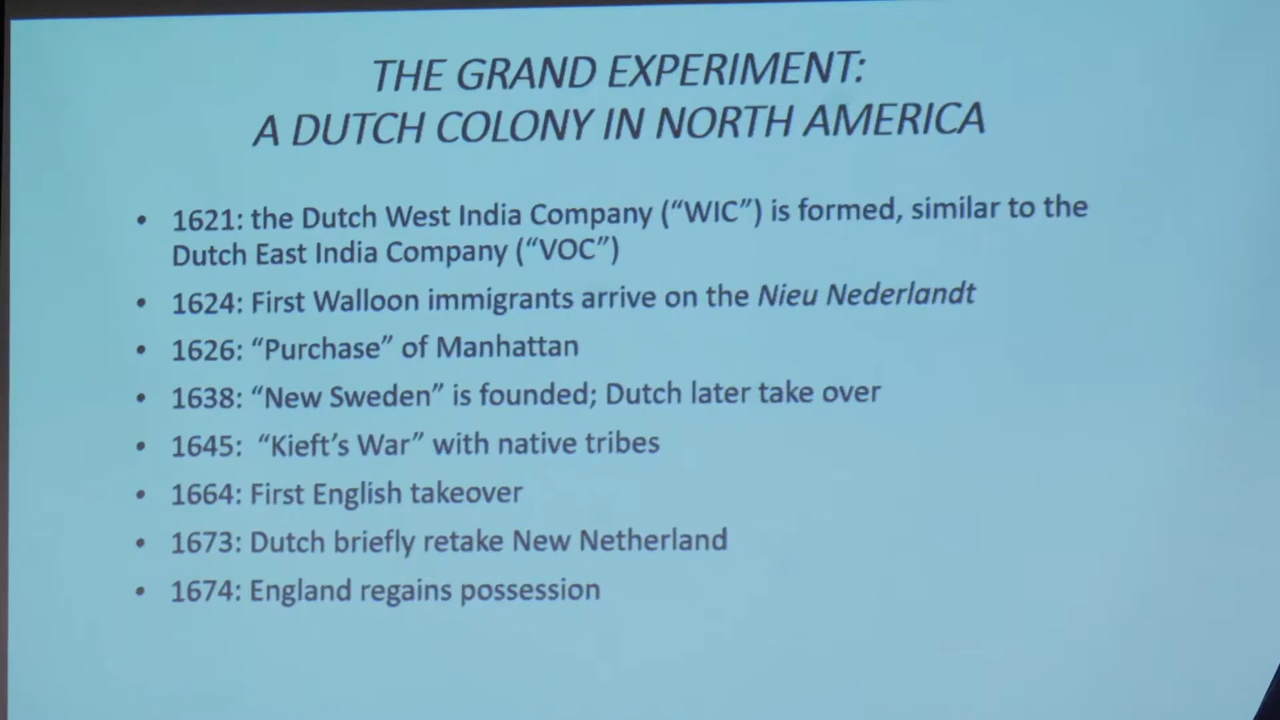 THE GRAND EXPERIMENT:
A DUTCH COLONY IN NORTH AMERICA
• 1621: the Dutch West India Company (“WIC”) is formed, similar to the
Dutch East India Company (“VOC”)
• 1624: First Walloon immigrants arrive on the Nieu Nederlandt
• 1626: “Purchase” of Manhattan
• 1638: “New Sweden” is founded; Dutch later take over
• 1645: “Kieft’s War” with native tribes
• 1664: First English takeover
• 1673: Dutch briefly retake New Netherland
• 1674: England regains possession